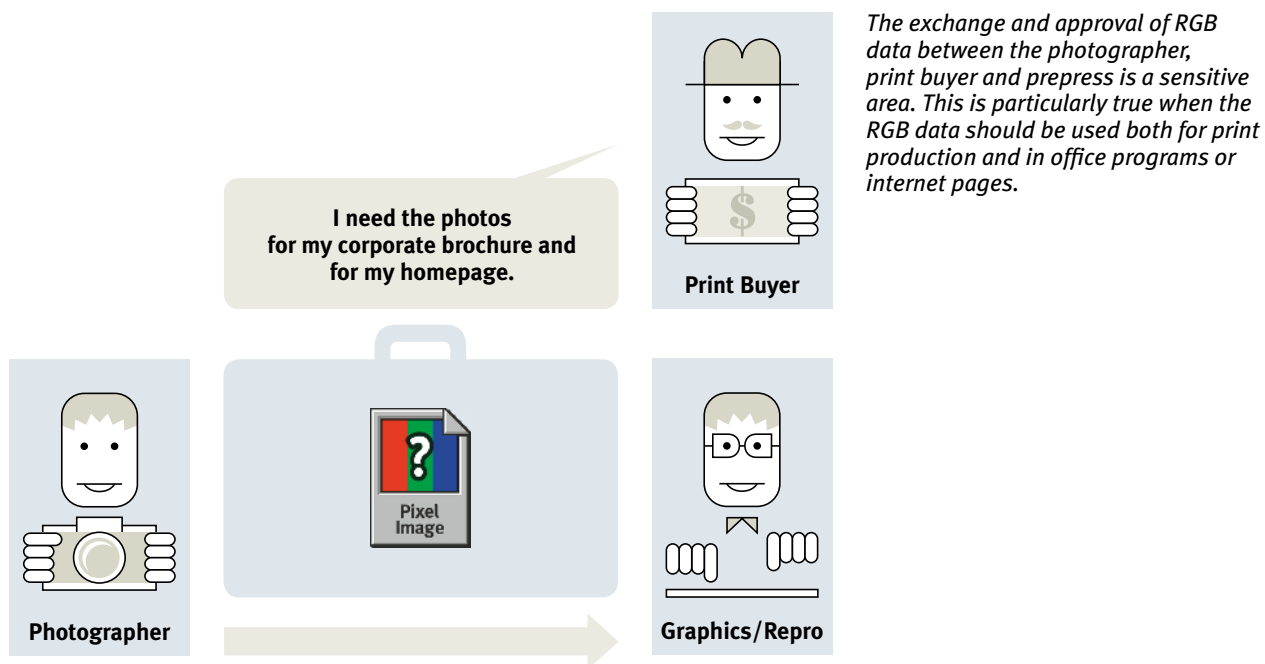 The exchange and approval of RGB
data between the photographer,
print buyer and prepress is a sensitive
area. This is particularly true when the
RGB data should be used both for print
production and in office programs or
internet pages.
I need the photos
for my corporate brochure and
for my homepage.
$
Print Buyer
?
Pixel
Image
Photographer
Graphics/Repro